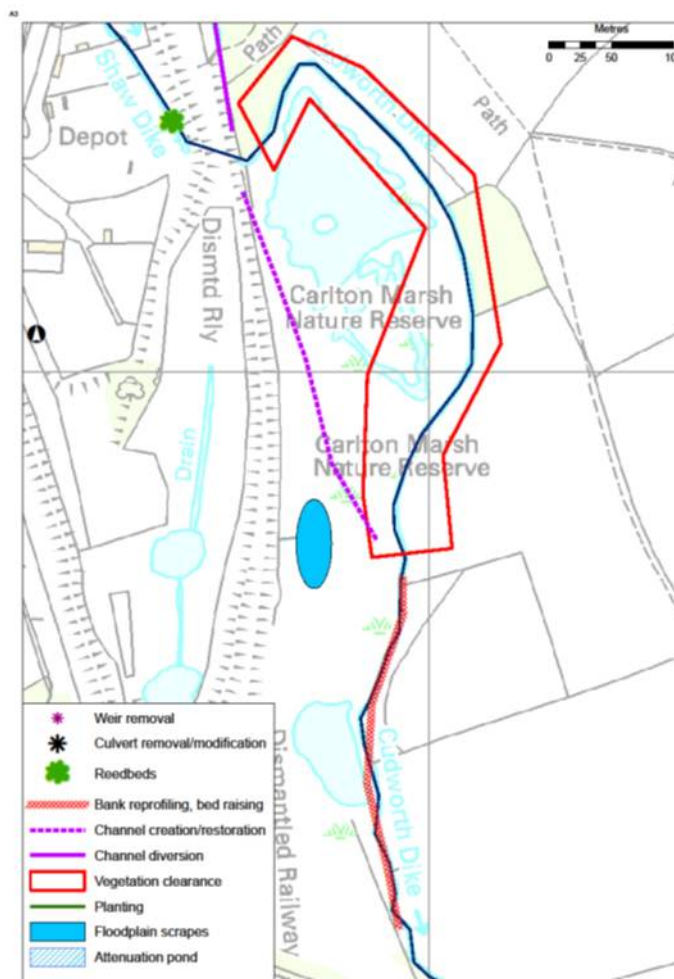 A3
Metres
0 25 50 100
Path
Cudworth Dike
Shaw Dike
Path
Depot
Dismtd Rly
Carlton Marsh
Nature Reserve
Carlton Marsh
Nature Reserve
Drain
Cudworth Dike
Dismantled Railway
Weir removal
Culvert removal/modification
Reedbeds
Bank reprofiling, bed raising
Channel creation/restoration
Channel diversion
Vegetation clearance
Planting
Floodplain scrapes
Attenuation pond